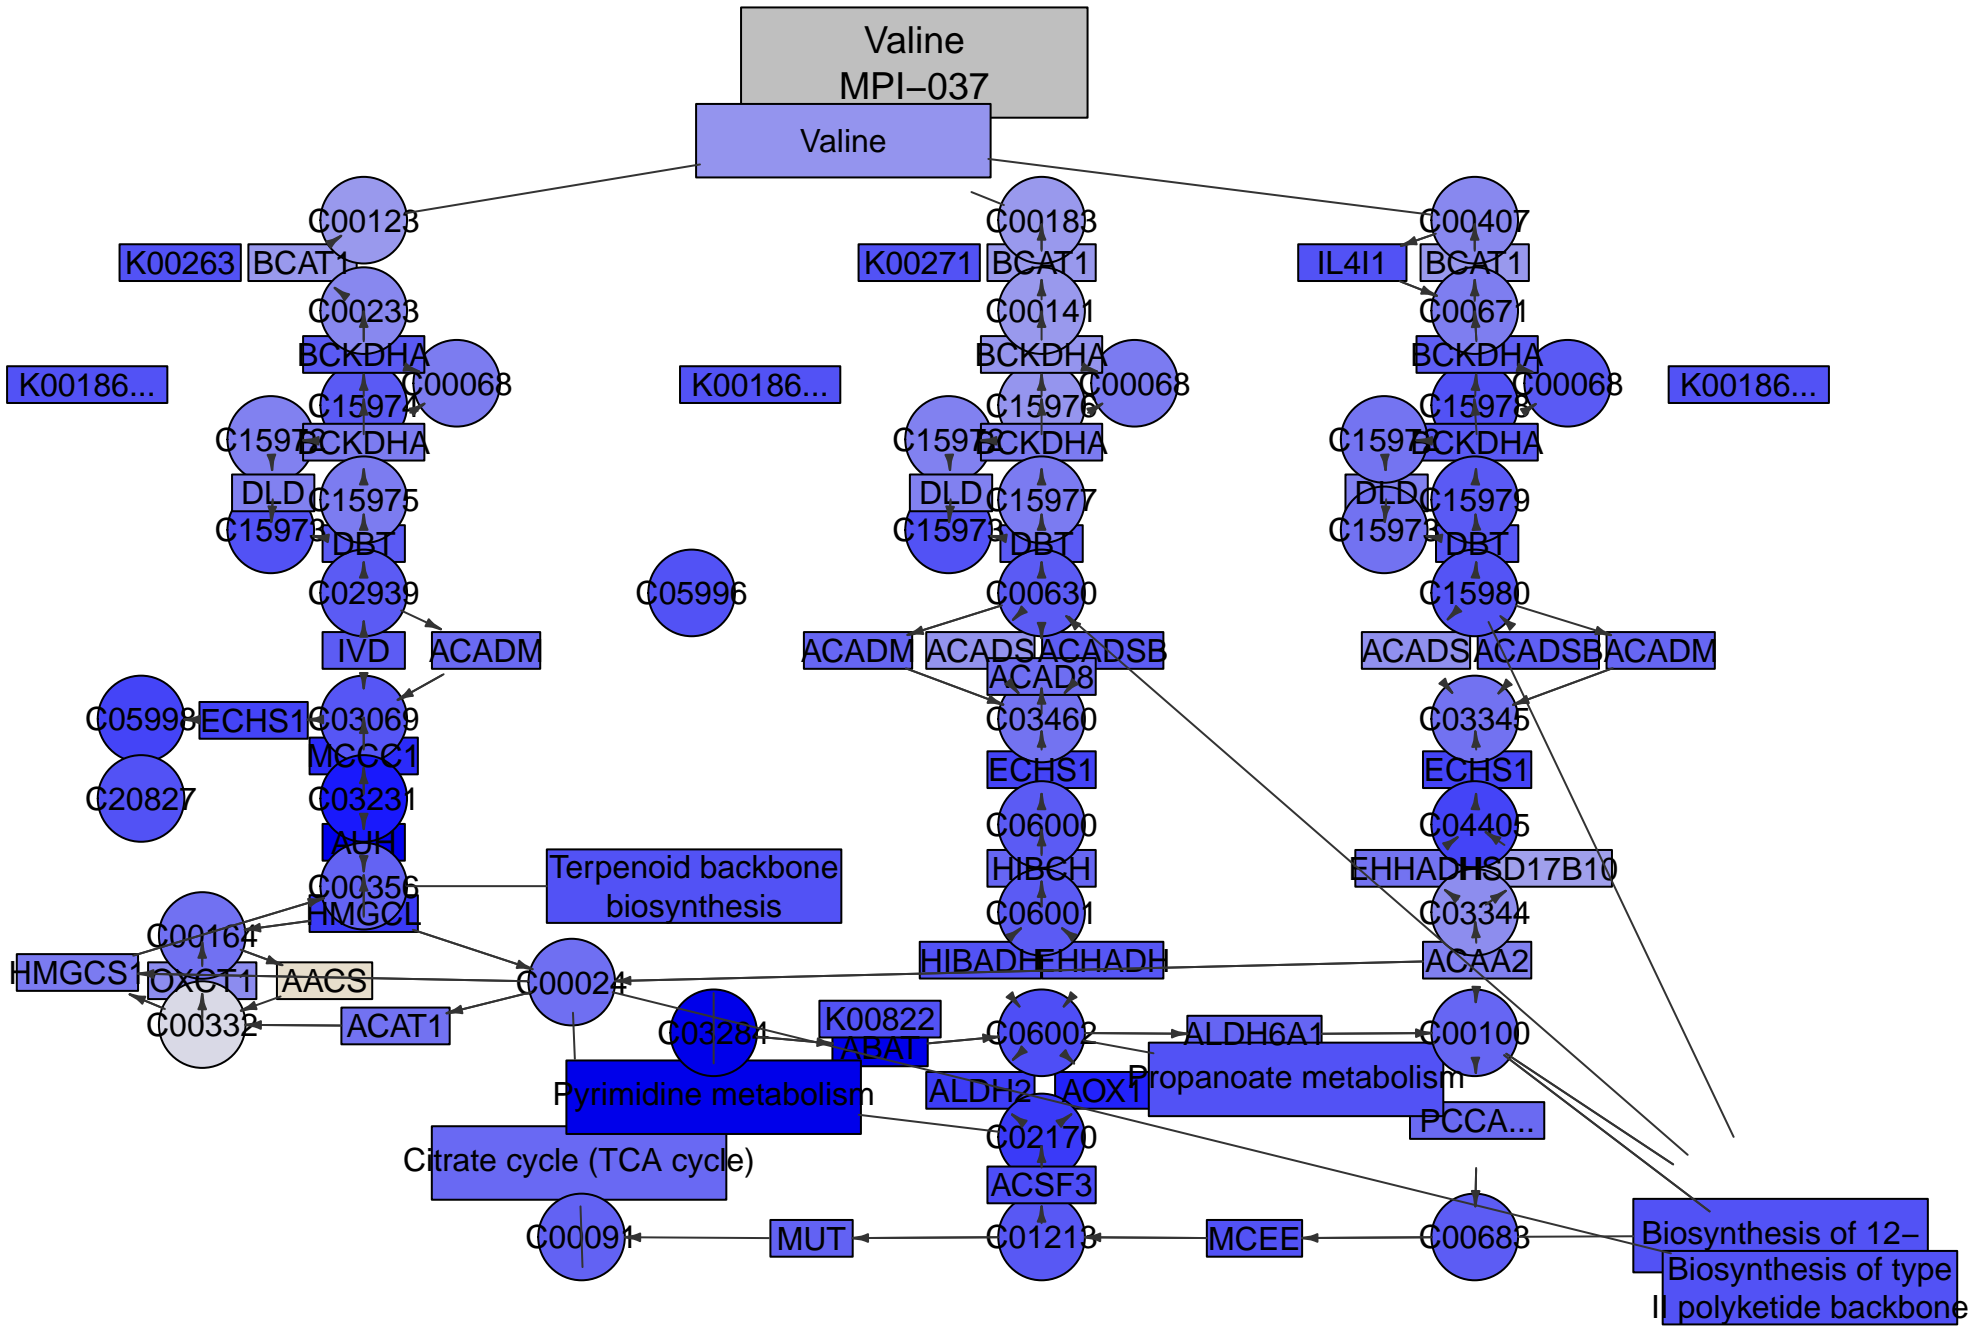 Valine
MPI−037
Valine
C00123
C00183
C00407
K00263
BCAT1
K00271
BCAT1
IL4I1
BCAT1
C00233
C00141
C00671
BCKDHA
BCKDHA
BCKDHA
K00186...
C15974
C00068
K00186...
C15976
C00068
C15978
C00068
K00186...
C15972
BCKDHA
C15972
BCKDHA
C15972
BCKDHA
DLD
C15975
DLD
C15977
DLD
C15979
C15973
DBT
C15973
DBT
C15973
DBT
C02939
C05996
C00630
C15980
IVD
ACADM
ACADM
ACADS
ACADSB
ACADS
ACADSB
ACADM
ACAD8
C05998
ECHS1
C03069
C03460
C03345
MCCC1
ECHS1
ECHS1
C20827
C03231
C06000
C04405
AUH
Terpenoid backbone
biosynthesis
HIBCH
EHHADH
HSD17B10
C00356
HMGCL
C06001
C03344
C00164
HIBADH
EHHADH
ACAA2
HMGCS1
OXCT1
AACS
C00024
C00332
ACAT1
C03284
K00822
ABAT
C06002
ALDH6A1
C00100
Pyrimidine metabolism
ALDH2
AOX1
Propanoate metabolism
PCCA...
C02170
Citrate cycle (TCA cycle)
ACSF3
C00091
MUT
C01213
MCEE
C00683
Biosynthesis of 12−
Biosynthesis of type
II polyketide backbone